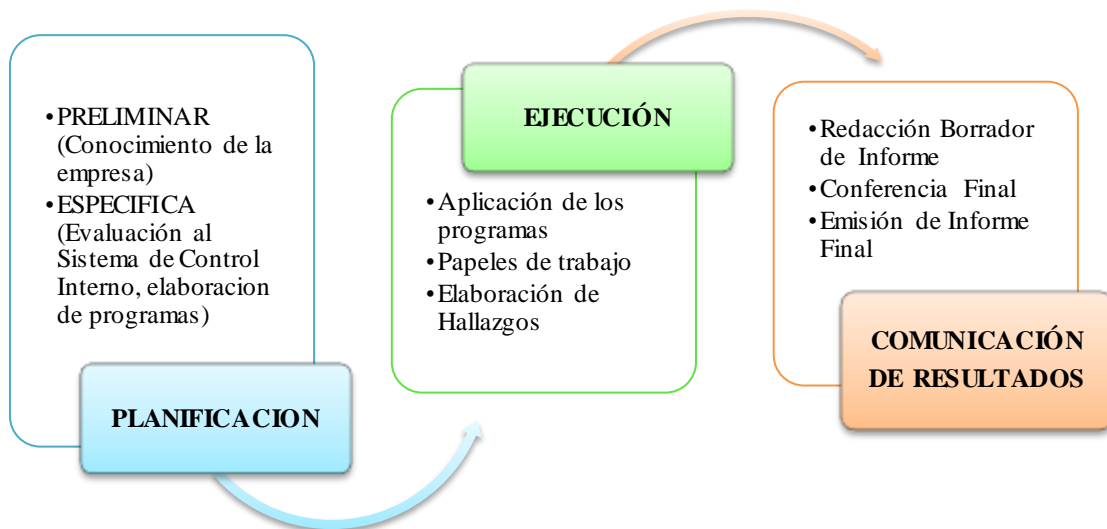 •PRELIMINAR
(Conocimiento de la
empresa)
•ESPECIFICA
(Evaluación al
Sistema de Control
Interno, elaboracion
de programas)
PLANIFICACION
EJECUCIÓN
•Aplicación de los
programas
•Papeles de trabajo
•Elaboración de
Hallazgos
•Redacción Borrador
de Informe
•Conferencia Final
•Emisión de Informe
Final
COMUNICACIÓN
DE RESULTADOS